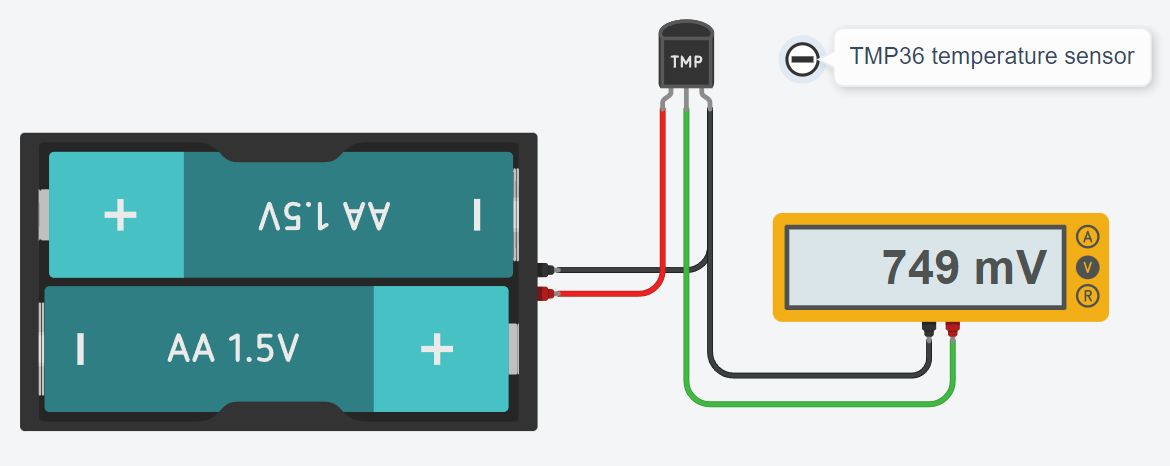 TMP
TMP36 temperature sensor
+
AA 1.5V
-
A
749 mV
V
R
-
AA 1.5V
+